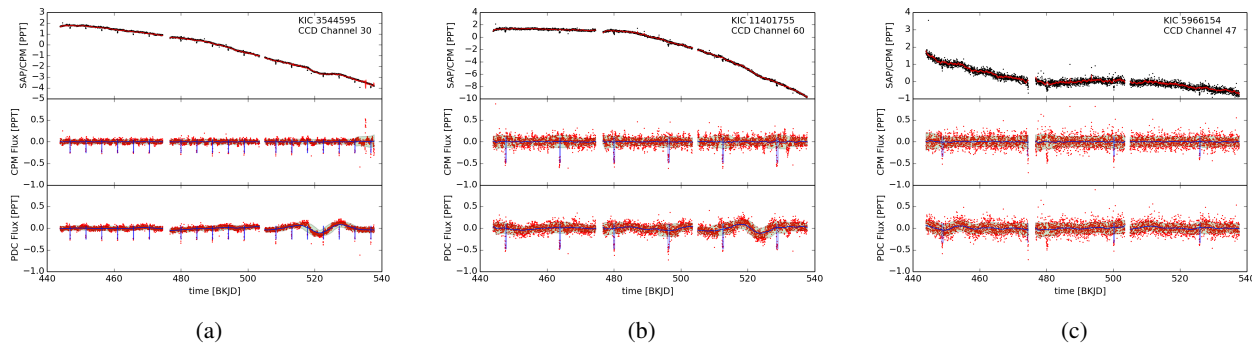 KIC 3544595
CCD Channel 30
SAP/CPM [PPT]
3
2
1
0
−1
−2
−3
−4
−5
CPM Flux [PPT]
0.5
0.0
−0.5
−1.0
PDC Flux [PPT]
0.5
0.0
−0.5
−1.0
440 460 480 500 520 540
time [BKJD]
(a)
KIC 11401755
CCD Channel 60
SAP/CPM [PPT]
4
2
0
−2
−4
−6
−8
−10
CPM Flux [PPT]
0.5
0.0
−0.5
−1.0
PDC Flux [PPT]
0.5
0.0
−0.5
−1.0
440 460 480 500 520 540
time [BKJD]
(b)
KIC 5966154
CCD Channel 47
SAP/CPM [PPT]
4
3
2
1
0
−1
CPM Flux [PPT]
0.5
0.0
−0.5
−1.0
PDC Flux [PPT]
0.5
0.0
−0.5
−1.0
440 460 480 500 520 540
time [BKJD]
(c)